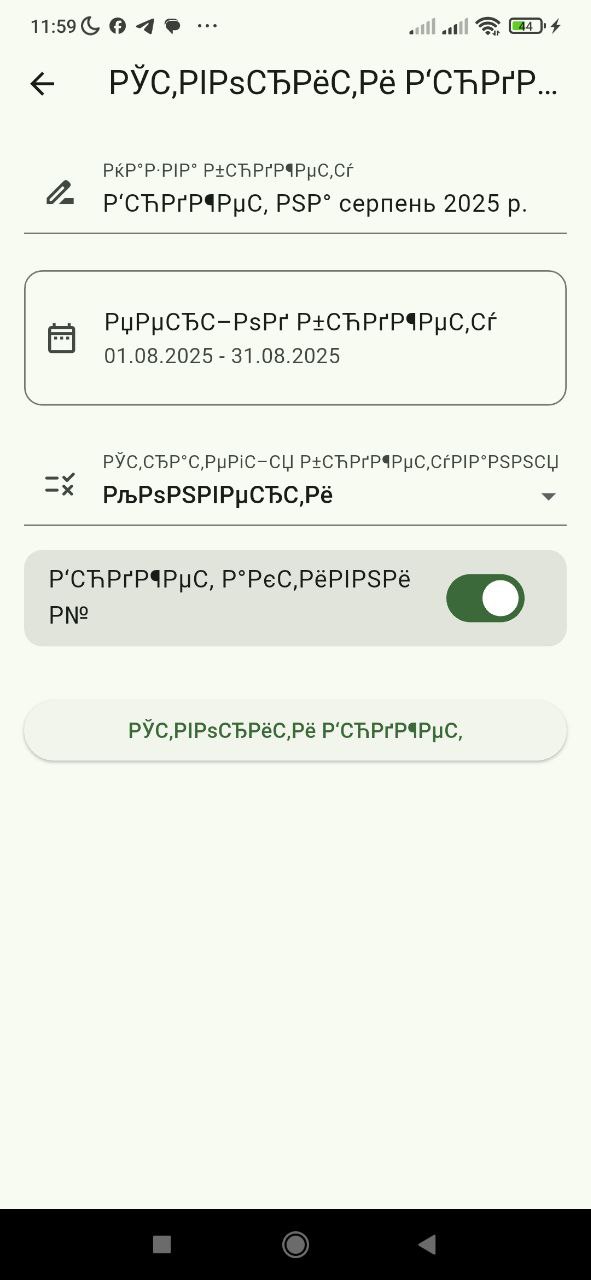 11:59
44
РЎС‚РІРѕСЂРёС‚Рё Р‘СЋРґР...
РќР°Р·РІР° Р±СЋРґР¶РµС‚Сѓ
Р‘СЋРґР¶РµС‚ РЅР° серпень 2025 р.
РџРµСЂС–РѕРґ Р±СЋРґР¶РµС‚Сѓ
01.08.2025 - 31.08.2025
РЎС‚СЂР°С‚РµРіС–СЏ Р±СЋРґР¶РµС‚СѓРІР°РЅРЅСЏ
РљРѕРЅРІРµСЂС‚Рё
Р‘СЋРґР¶РµС‚ Р°РєС‚РёРІРЅРё
Р№
РЎС‚РІРѕСЂРёС‚Рё Р‘СЋРґР¶РµС‚